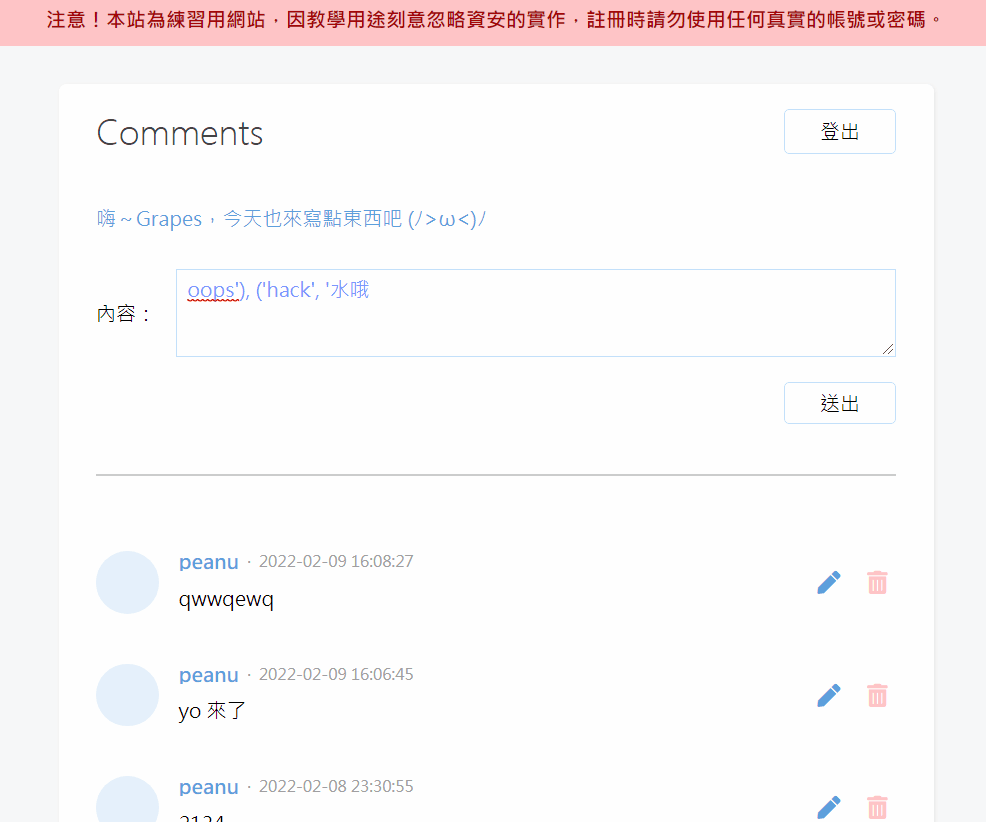 注意！本站為練習用網站，因教學用途刻意忽略資安的實作，註冊時請勿使用任何真實的帳號或密碼。
Comments
登出
嗨～Grapes，今天也來寫點東西吧 (/>ω<)/
內容：
oops'), ('hack', '水哦
送出
peanu · 2022-02-09 16:08:27
qwwqewq
peanu · 2022-02-09 16:06:45
yo 來了
peanu · 2022-02-08 23:30:55